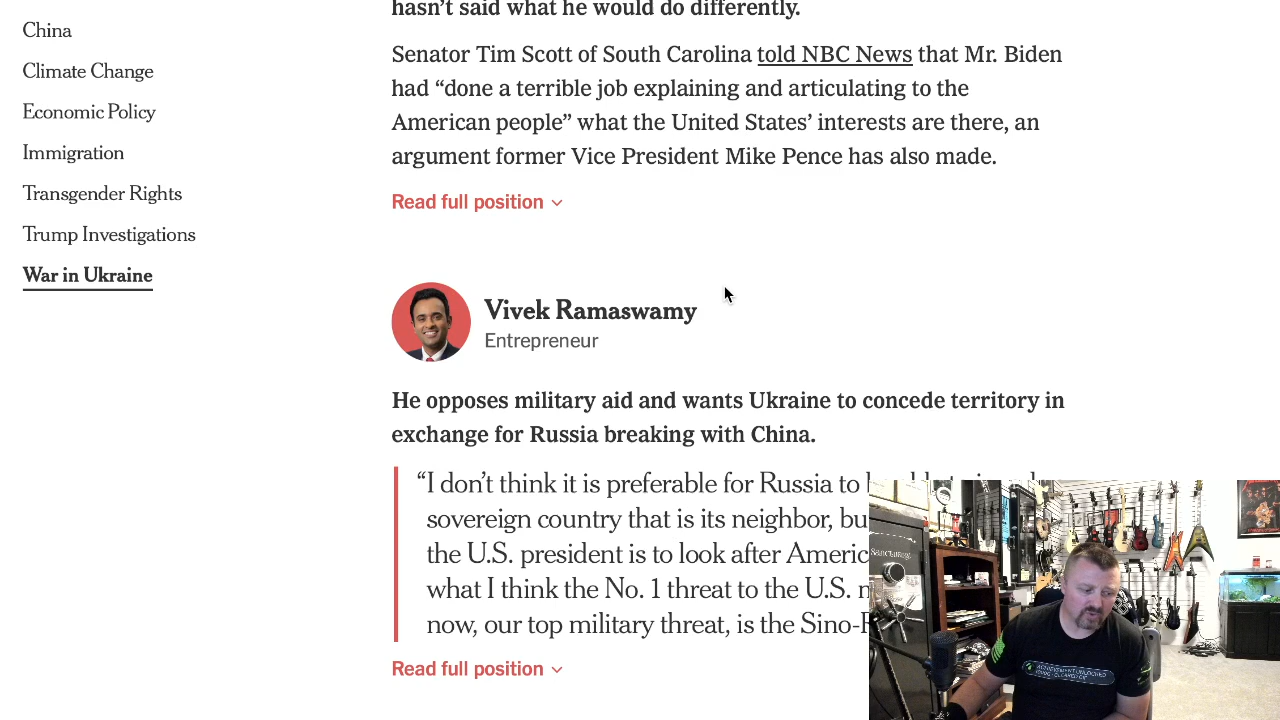 China
Climate Change
Economic Policy
Immigration
Transgender Rights
Trump Investigations
War in Ukraine
hasn’t said what he would do differently.
Senator Tim Scott of South Carolina told NBC News that Mr. Biden
had “done a terrible job explaining and articulating to the
American people” what the United States’ interests are there, an
argument former Vice President Mike Pence has also made.
Read full position
Vivek Ramaswamy
Entrepreneur
He opposes military aid and wants Ukraine to concede territory in
exchange for Russia breaking with China.
“I don’t think it is preferable for Russia to
sovereign country that is its neighbor, bu
the U.S. president is to look after Americ
what I think the No. 1 threat to the U.S.
now, our top military threat, is the Sino-
Read full position
ACHIEVEMENT UNLOCKED